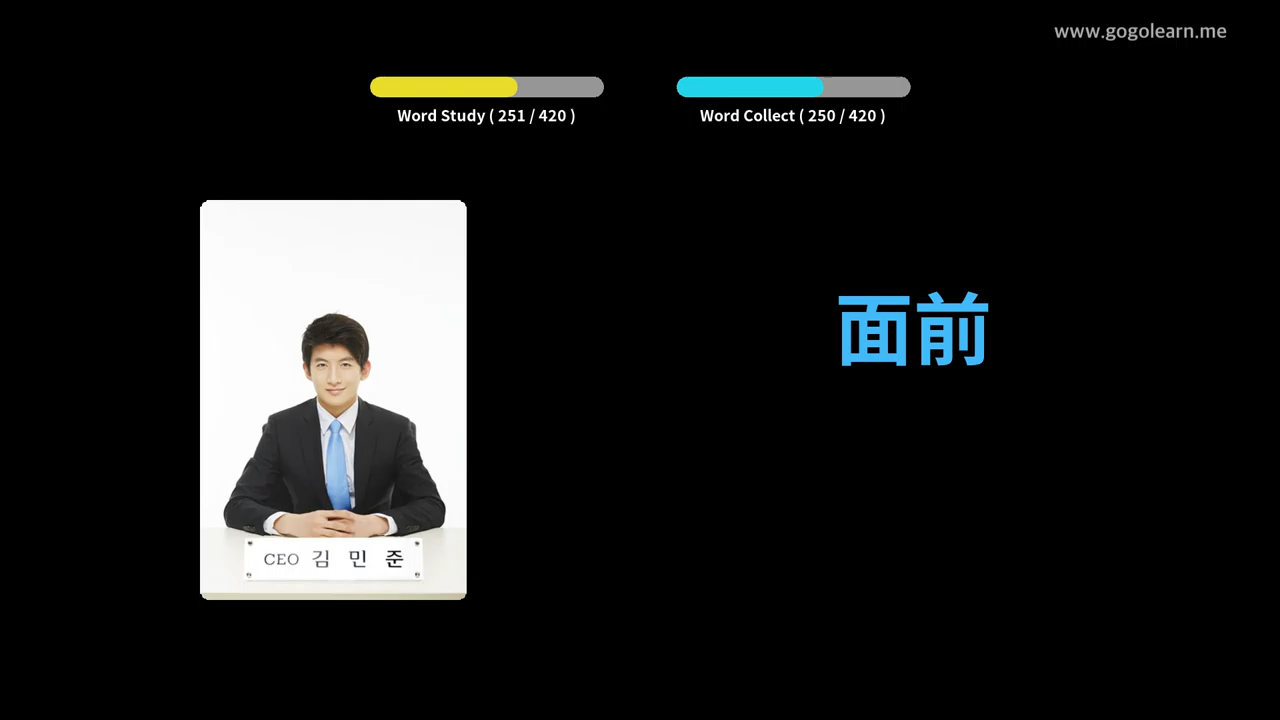 www.gogolearn.me
Word Study ( 251 / 420 )
Word Collect ( 250 / 420 )
面前
CEO 김 민 준